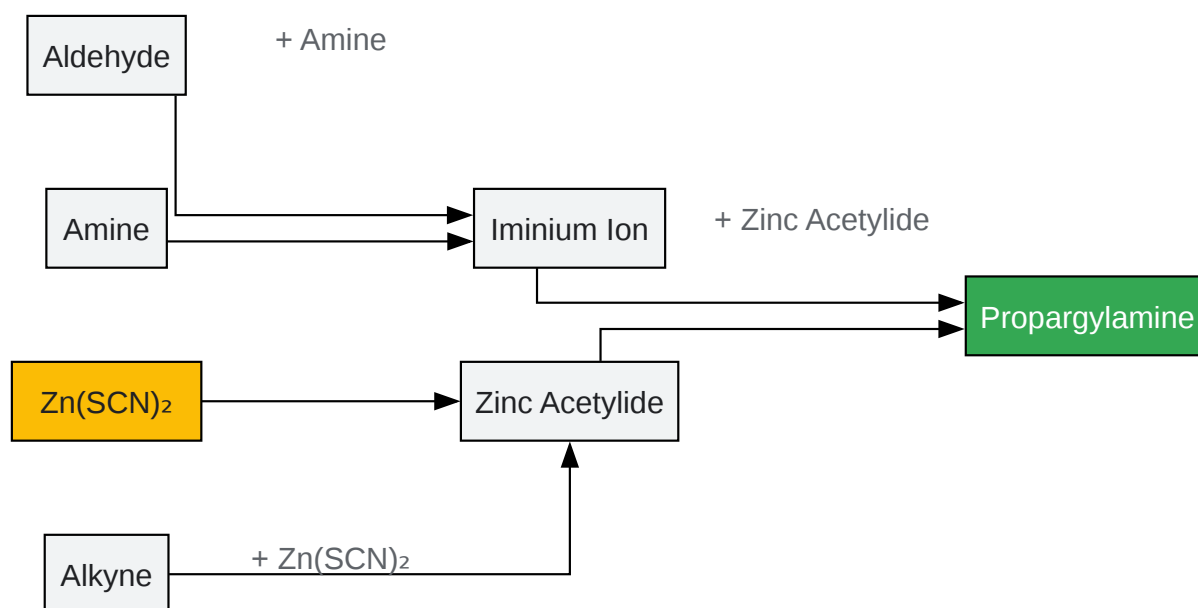 Aldehyde
+ Amine
Amine
Iminium Ion
+ Zinc Acetylide
Propargylamine
Zn(SCN)₂
Zinc Acetylide
+ Zn(SCN)₂
Alkyne